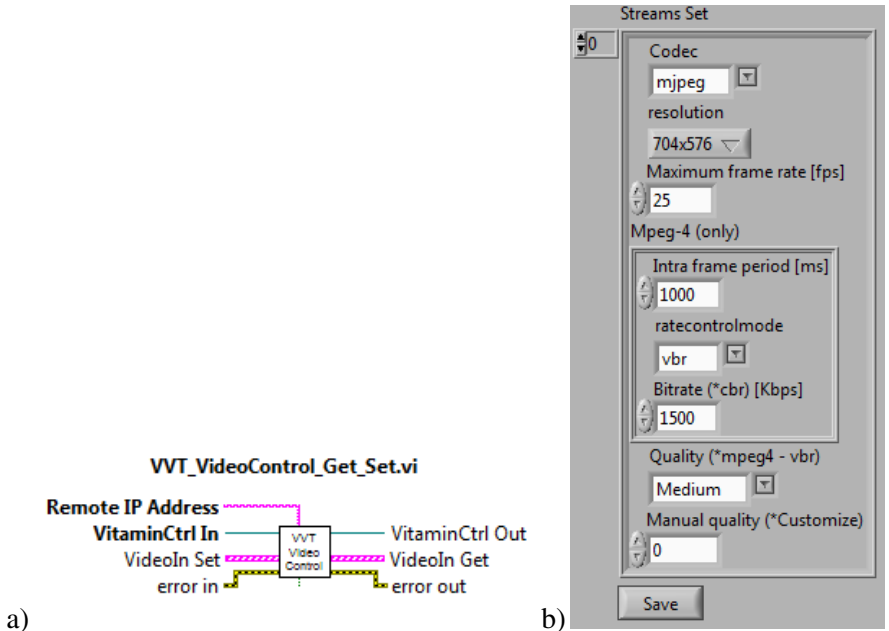 VVT_VideoControl_Get_Set.vi
Remote IP Address
VitaminCtrl In
VitaminCtrl Out
VideoIn Set
VideoIn Get
error in
error out
VVT
Video
Control
a)
b)
Streams Set
0
Codec
mjpeg
resolution
704x576
Maximum frame rate [fps]
25
Mpeg-4 (only)
Intra frame period [ms]
1000
ratecontrolmode
vbr
Bitrate (*cbr) [Kbps]
1500
Quality (*mpeg4 - vbr)
Medium
Manual quality (*Customize)
0
Save